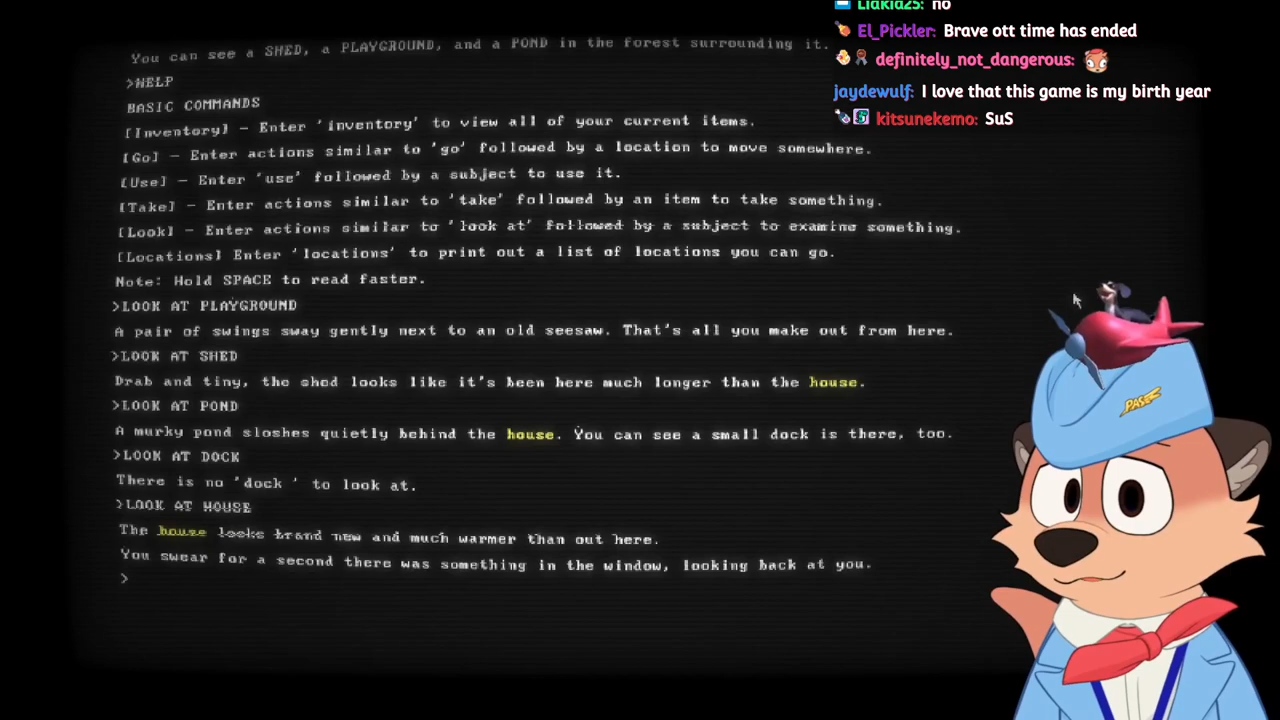 You can see a SHED, a PLAYGROUND, and a POND in the forest surrounding it.
>HELP
BASIC COMMANDS
[Inventory] - Enter 'inventory' to view all of your current items.
[Go] - Enter actions similar to 'go' followed by a location to move somewhere.
[Use] - Enter 'use' followed by a subject to use it.
[Take] - Enter actions similar to 'take' followed by an item to take something.
[Look] - Enter actions similar to 'look at' followed by a subject to examine something.
[Locations] Enter 'locations' to print out a list of locations you can go.
Note: Hold SPACE to read faster.
>LOOK AT PLAYGROUND
A pair of swings sway gently next to an old seesaw. That's all you make out from here.
>LOOK AT SHED
Drab and tiny, the shed looks like it's been here much longer than the house.
>LOOK AT POND
A murky pond sloshes quietly behind the house. You can see a small dock is there, too.
>LOOK AT DOCK
There is no 'dock ' to look at.
>LOOK AT HOUSE
The house looks brand new and much warmer than out here.
You swear for a second there was something in the window, looking back at you.
>
Liakia25: no
El_Pickler: Brave ott time has ended
definitely_not_dangerous:
jaydewulf: I love that this game is my birth year
kitsunekemo: SuS
PASE